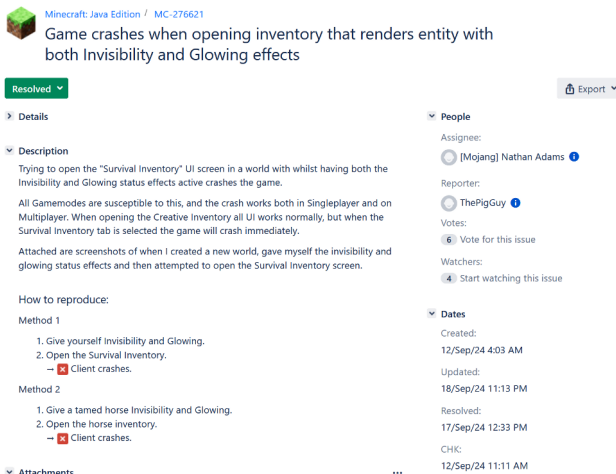 Minecraft: Java Edition / MC-276621
Game crashes when opening inventory that renders entity with
both Invisibility and Glowing effects
Resolved
Export
Details
Description
Trying to open the "Survival Inventory" UI screen in a world with whilst having both the
Invisibility and Glowing status effects active crashes the game.
All Gamemodes are susceptible to this, and the crash works both in Singleplayer and on
Multiplayer. When opening the Creative Inventory all UI works normally, but when the
Survival Inventory tab is selected the game will crash immediately.
Attached are screenshots of when I created a new world, gave myself the invisibility and
glowing status effects and then attempted to open the Survival Inventory screen.
How to reproduce:
Method 1
1. Give yourself Invisibility and Glowing.
2. Open the Survival Inventory.
→ ❌ Client crashes.
Method 2
1. Give a tamed horse Invisibility and Glowing.
2. Open the horse inventory.
→ ❌ Client crashes.
Attachments
...
People
Assignee:
[Mojang] Nathan Adams
Reporter:
ThePigGuy
Votes:
6 Vote for this issue
Watchers:
4 Start watching this issue
Dates
Created:
12/Sep/24 4:03 AM
Updated:
18/Sep/24 11:13 PM
Resolved:
17/Sep/24 12:33 PM
CHK:
12/Sep/24 11:11 AM